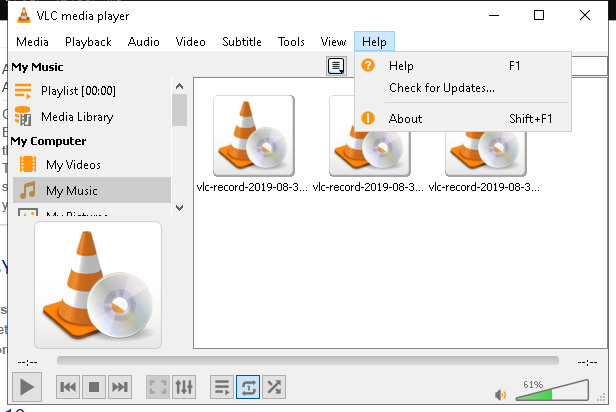 VLC media player
Media Playback Audio Video Subtitle Tools View Help
My Music
Playlist [00:00]
Media Library
My Computer
My Videos
My Music
My Pictures
Help F1
Check for Updates...
About Shift+F1
vlc-record-2019-08-3... vlc-record-2019-08-3... vlc-record-2019-08-3...
--:-- --:--
61%